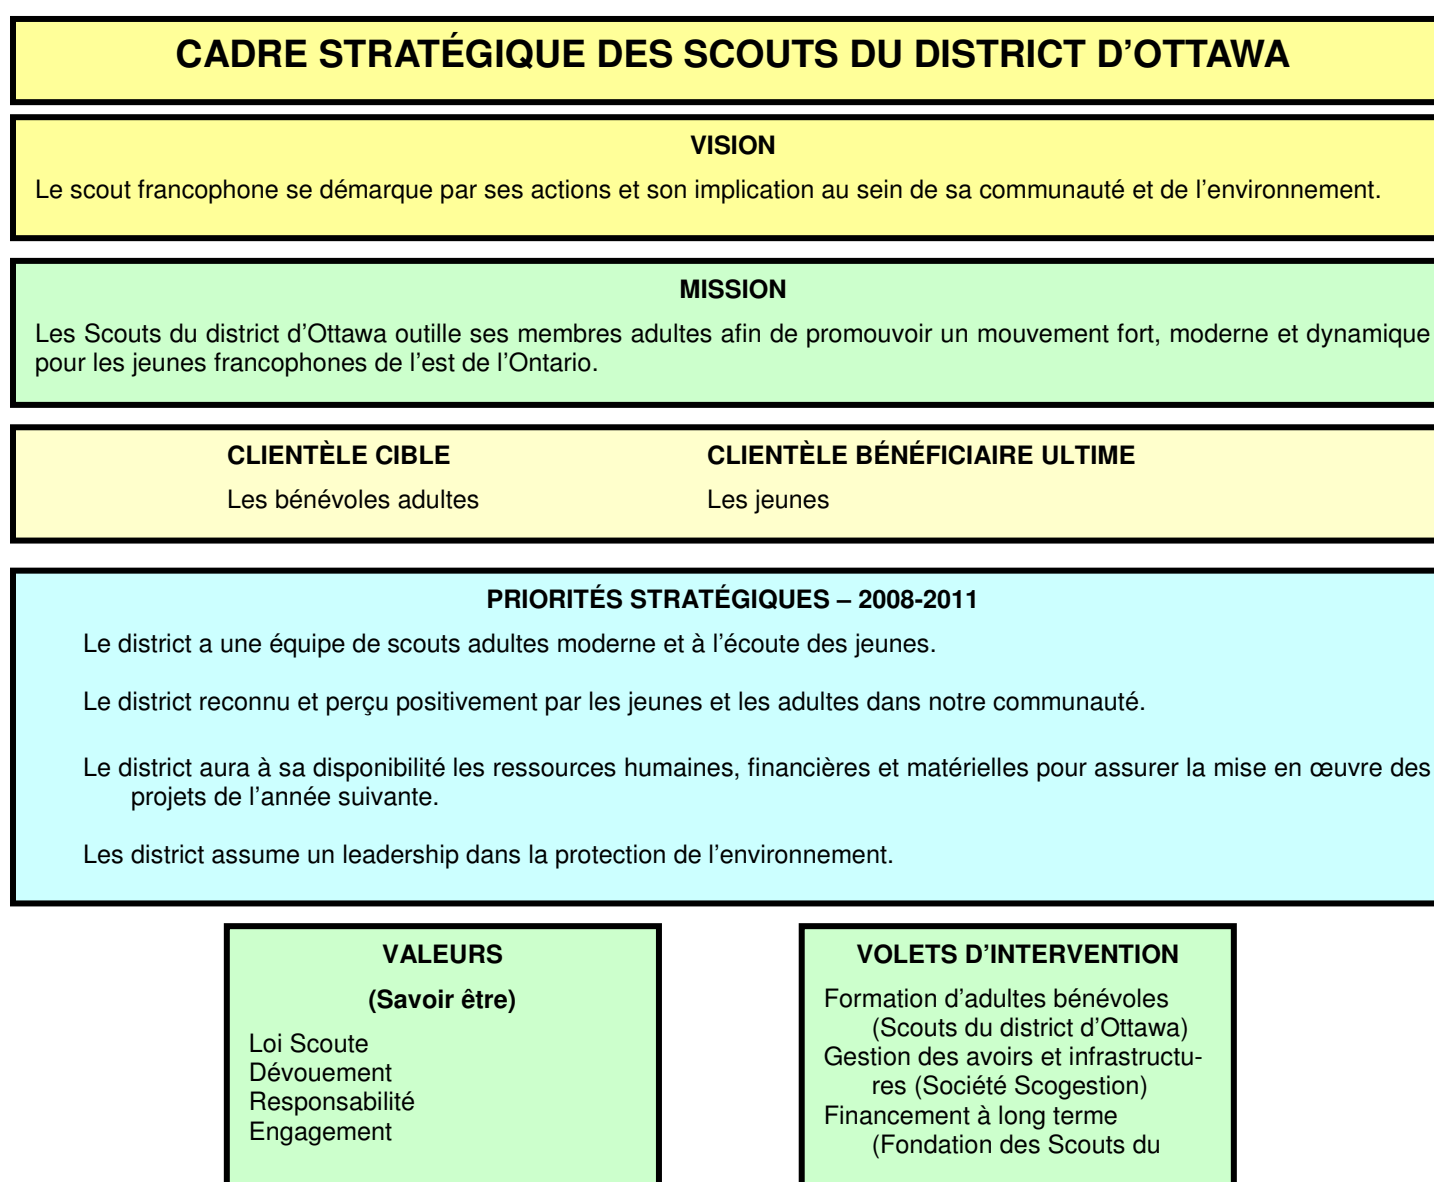 CADRE STRATÉGIQUE DES SCOUTS DU DISTRICT D’OTTAWA
VISION
Le scout francophone se démarque par ses actions et son implication au sein de sa communauté et de l’environnement.
MISSION
Les Scouts du district d’Ottawa outille ses membres adultes afin de promouvoir un mouvement fort, moderne et dynamique
pour les jeunes francophones de l’est de l’Ontario.
CLIENTÈLE CIBLE CLIENTÈLE BÉNÉFICIAIRE ULTIME
Les bénévoles adultes Les jeunes
PRIORITÉS STRATÉGIQUES – 2008-2011
Le district a une équipe de scouts adultes moderne et à l’écoute des jeunes.
Le district reconnu et perçu positivement par les jeunes et les adultes dans notre communauté.
Le district aura à sa disponibilité les ressources humaines, financières et matérielles pour assurer la mise en œuvre des
projets de l’année suivante.
Les district assume un leadership dans la protection de l’environnement.
VALEURS
(Savoir être)
Loi Scoute
Dévouement
Responsabilité
Engagement
VOLETS D’INTERVENTION
Formation d’adultes bénévoles
(Scouts du district d’Ottawa)
Gestion des avoirs et infrastructu-
res (Société Scogestion)
Financement à long terme
(Fondation des Scouts du